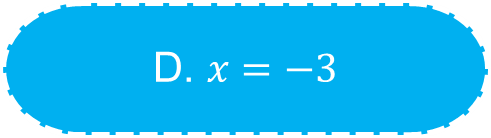 D. x = −3